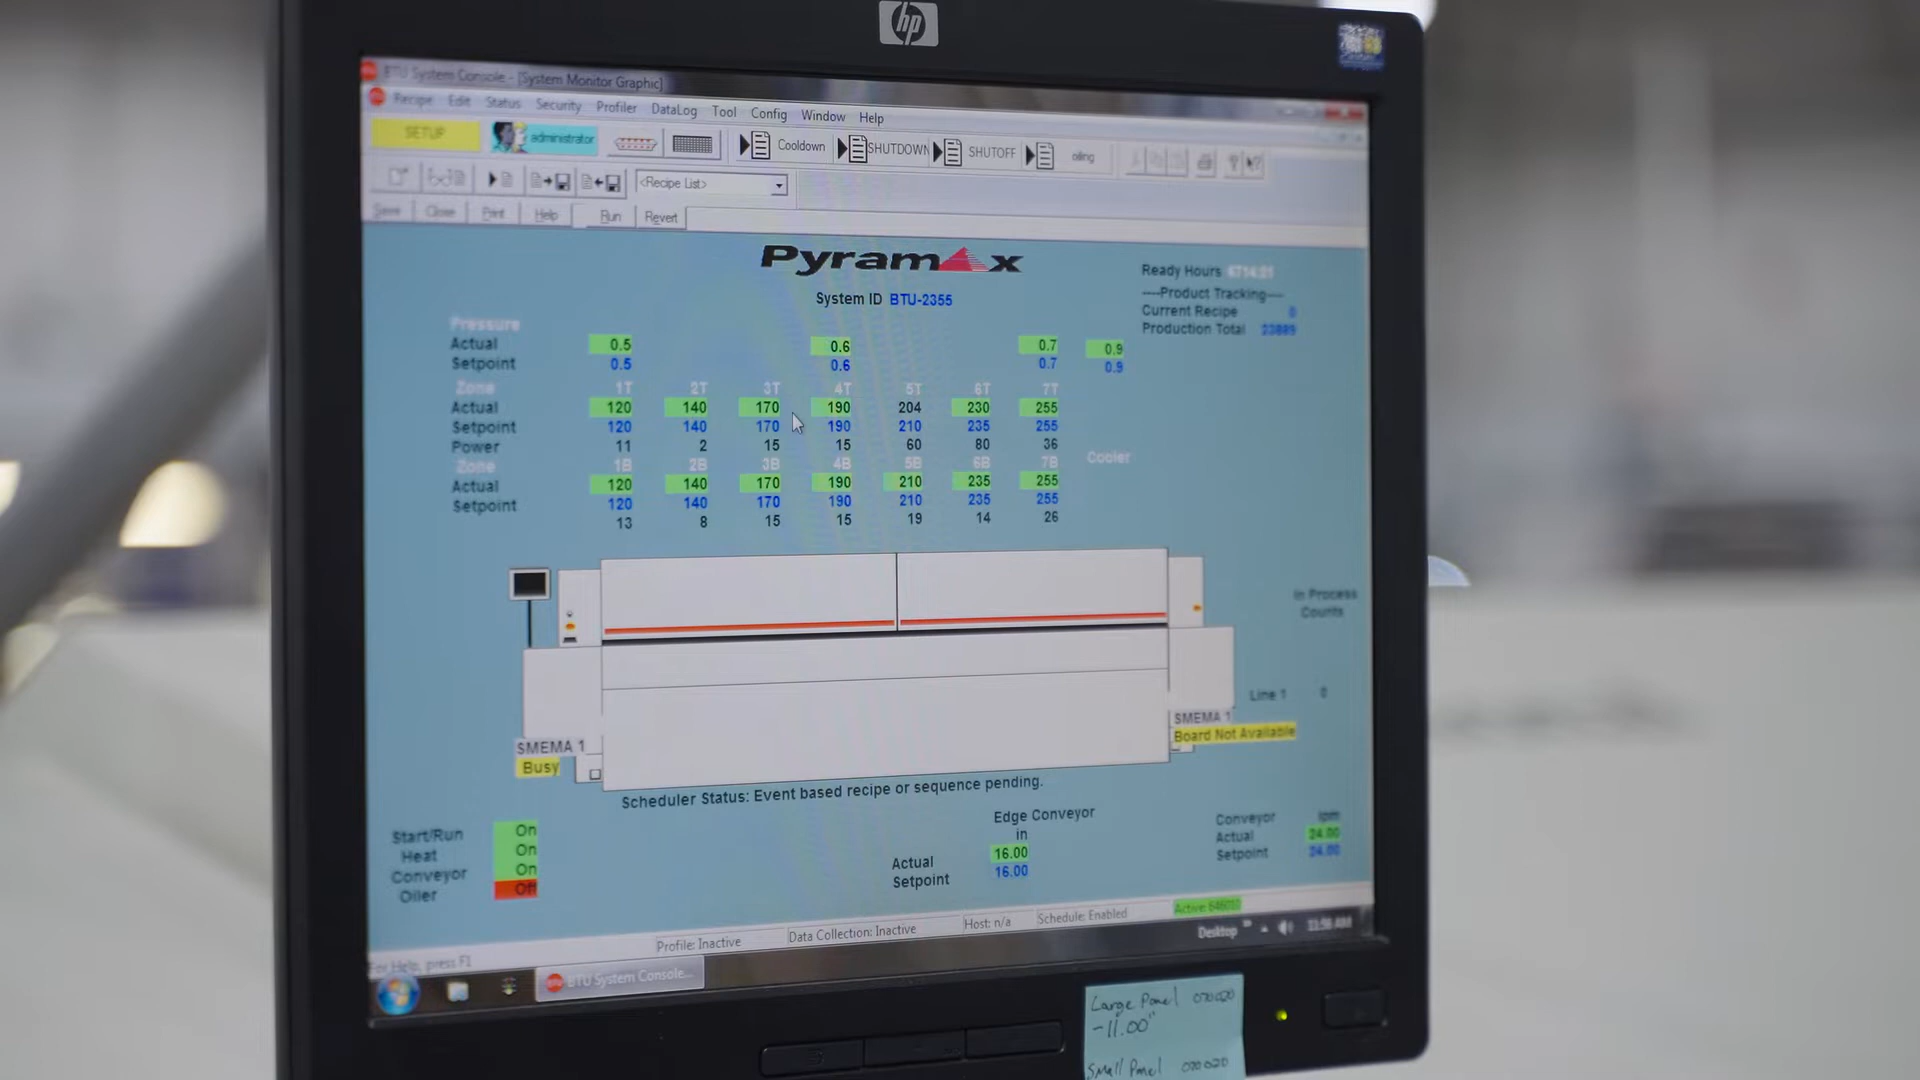 hp
BTU System Console - [System Monitor Graphic]
Recipe Edit Status Security Profiler DataLog Tool Config Window Help
SETUP administrator Cooldown SHUTDOWN SHUTOFF oiling
<Recipe List>
Save Close Print Help Run Revert
Pyramax
System ID BTU-2355
Ready Hours
----Product Tracking----
Current Recipe 0
Production Total
Pressure
Actual 0.5 0.6 0.7 0.9
Setpoint 0.5 0.6 0.7 0.9
Zone 1T 2T 3T 4T 5T 6T 7T
Actual 120 140 170 190 204 230 255
Setpoint 120 140 170 190 210 235 255
Power 11 2 15 15 60 80 36
Zone 1B 2B 3B 4B 5B 6B 7B Cooler
Actual 120 140 170 190 210 235 255
Setpoint 120 140 170 190 210 235 255
13 8 15 15 19 14 26
In Process
Counts
Line 1 0
SMEMA 1
Board Not Available
SMEMA 1
Busy
Scheduler Status: Event based recipe or sequence pending.
Start/Run On
Heat On
Conveyor On
Oiler Off
Edge Conveyor
in
Actual 16.00
Setpoint 16.00
Conveyor ipm
Actual 24.00
Setpoint 24.00
For Help, press F1 Profile: Inactive Data Collection: Inactive Host: n/a Schedule: Enabled
BTU System Console... Desktop
Large Panel
-11.00"
Small Panel